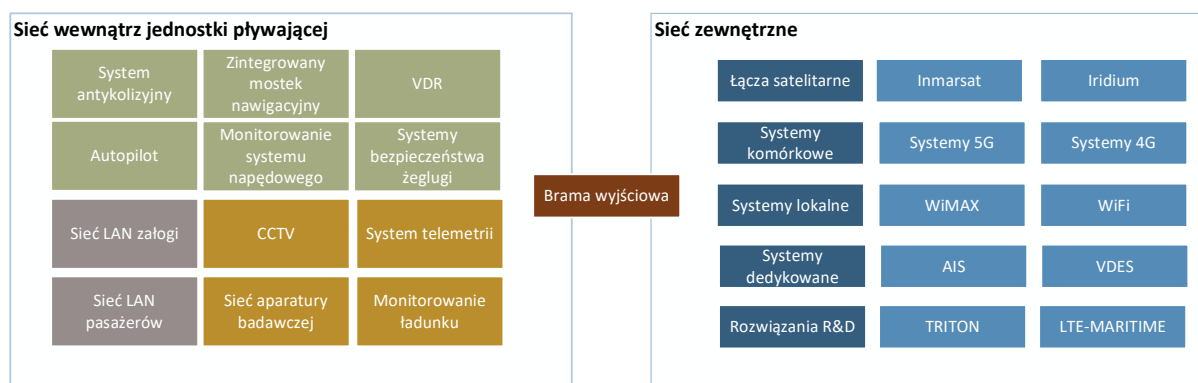 Sieć wewnątrz jednostki pływającej
System
antykolizyjny
Zintegrowany
mostek
nawigacyjny
VDR
Autopilot
Monitorowanie
systemu
napędowego
Systemy
bezpieczeństwa
żeglugi
Sieć LAN załogi
CCTV
System telemetrii
Sieć LAN
pasażerów
Sieć aparatury
badawczej
Monitorowanie
ładunku
Brama wyjściowa
Sieć zewnętrzne
Łącza satelitarne
Inmarsat
Iridium
Systemy
komórkowe
Systemy 5G
Systemy 4G
Systemy lokalne
WiMAX
WiFi
Systemy
dedykowane
AIS
VDES
Rozwiązania R&D
TRITON
LTE-MARITIME